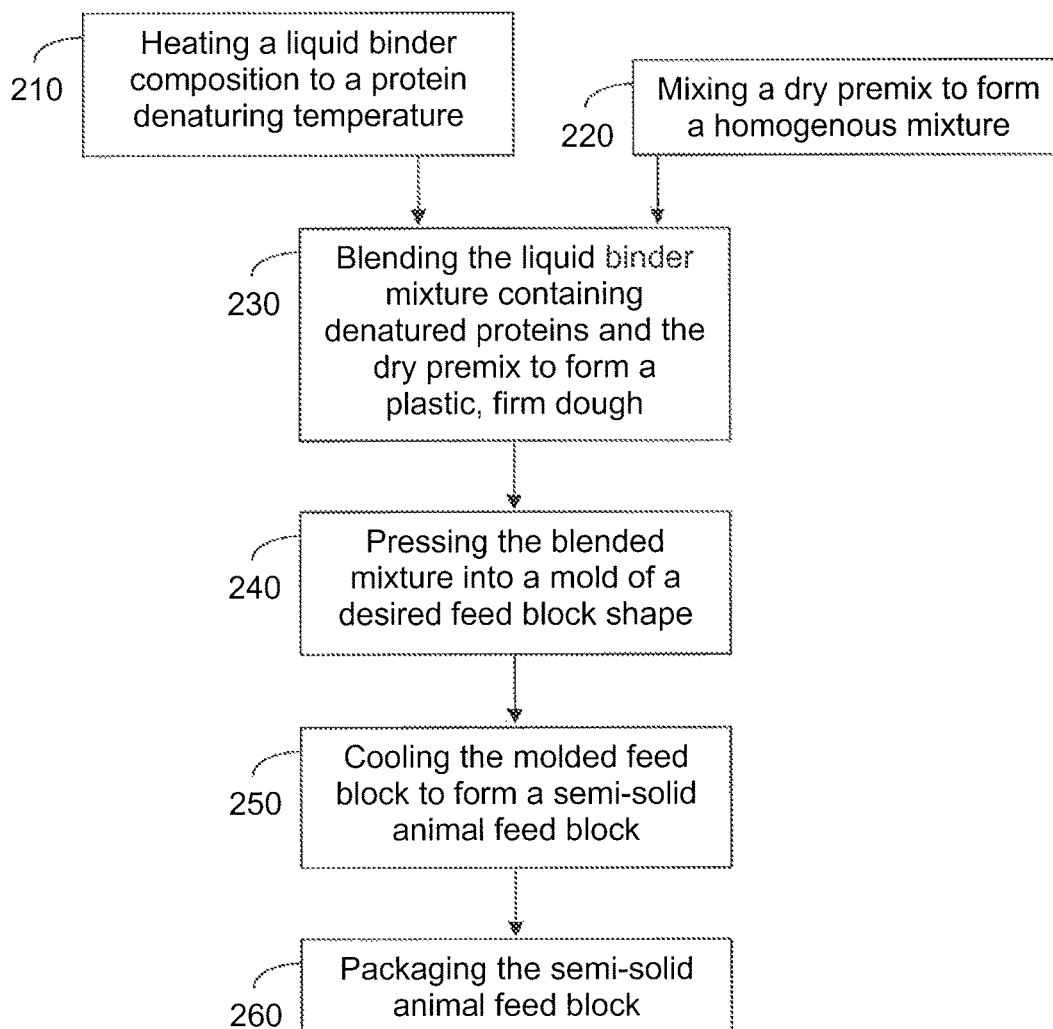 Heating a liquid binder
composition to a protein
denaturing temperature
210
Mixing a dry premix to form
a homogenous mixture
220
Blending the liquid binder
mixture containing
denatured proteins and the
dry premix to form a
plastic, firm dough
230
Pressing the blended
mixture into a mold of a
desired feed block shape
240
Cooling the molded feed
block to form a semi-solid
animal feed block
250
Packaging the semi-solid
animal feed block
260